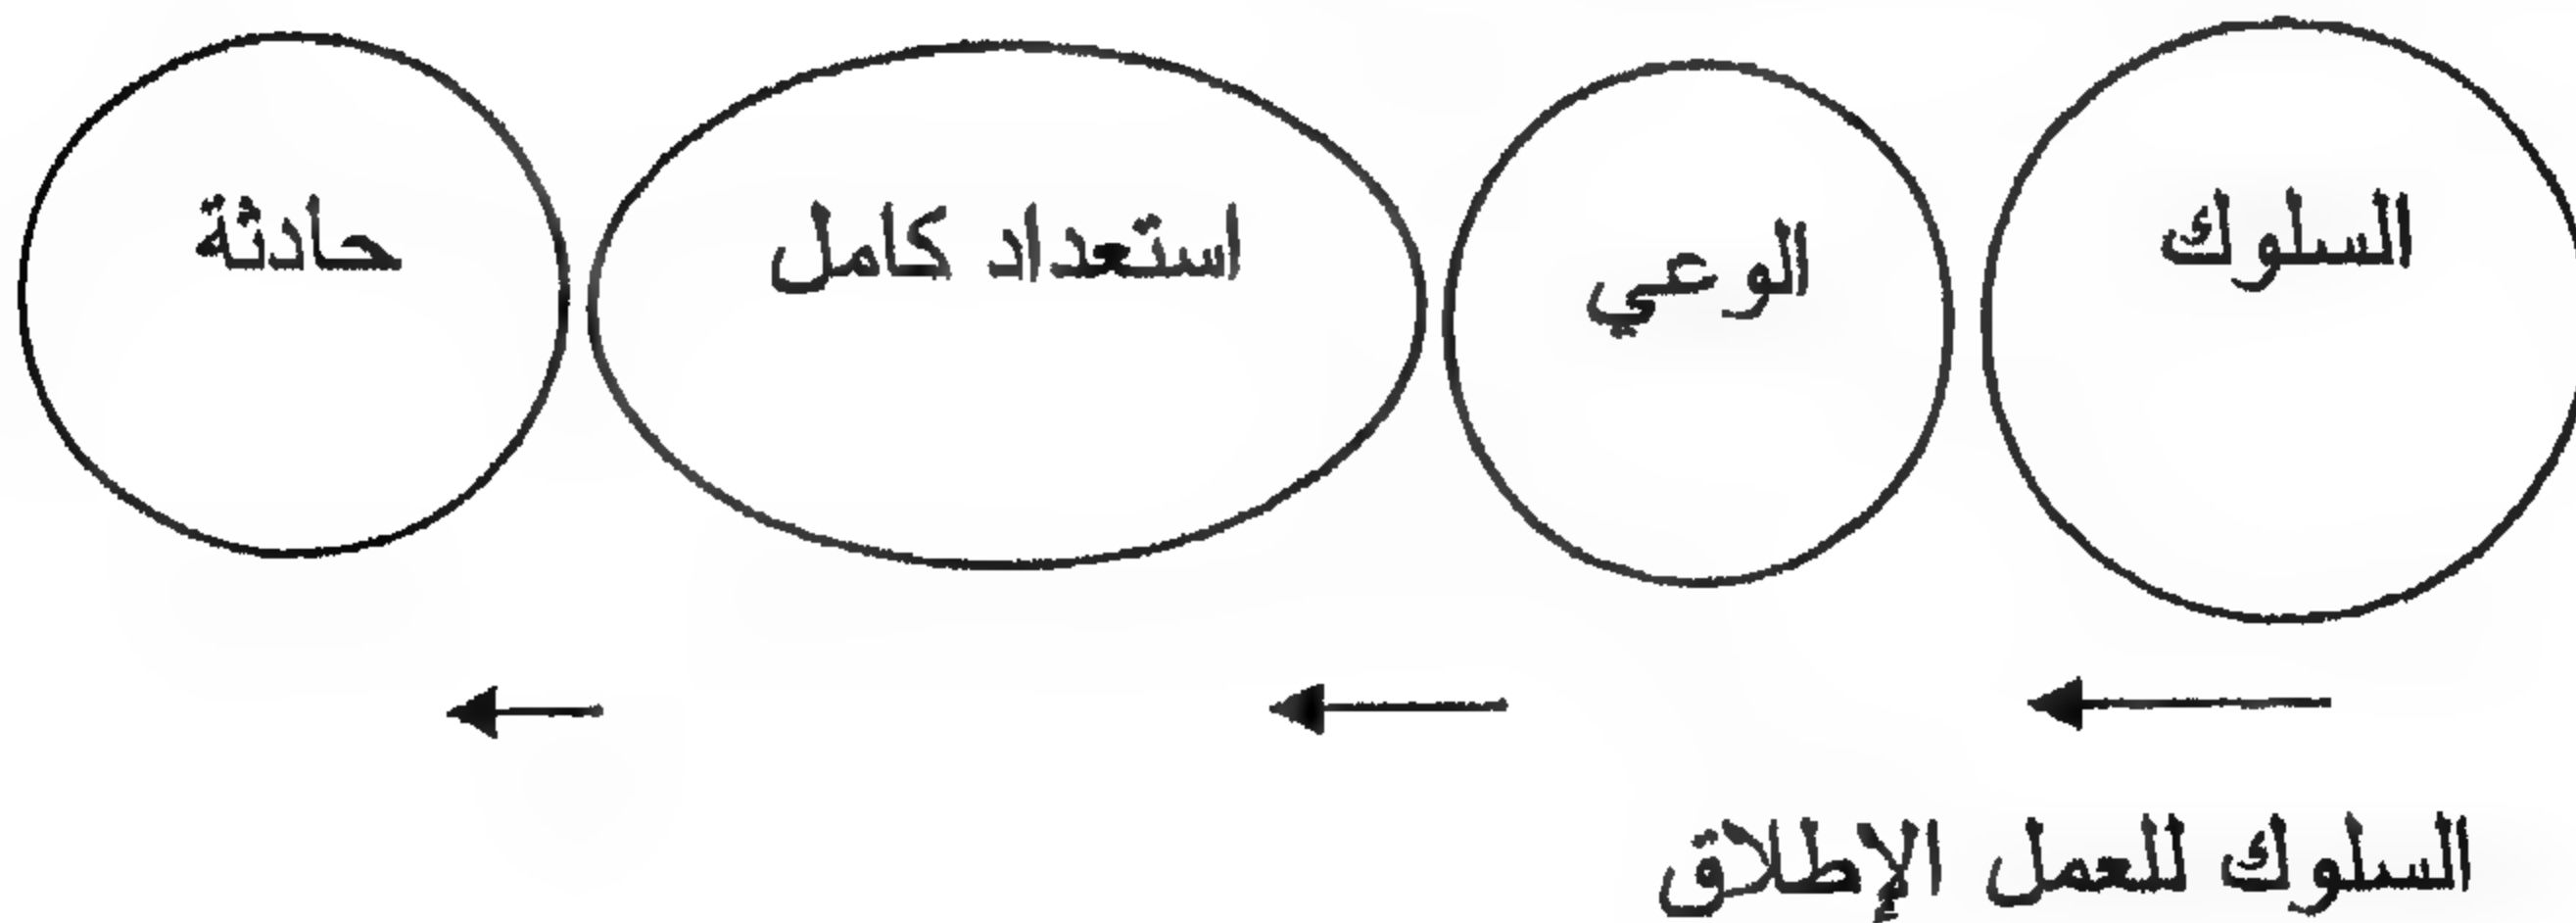 السلوك
الوعي
استعداد كامل
حادثة
السلوك للعمل الإطلاق